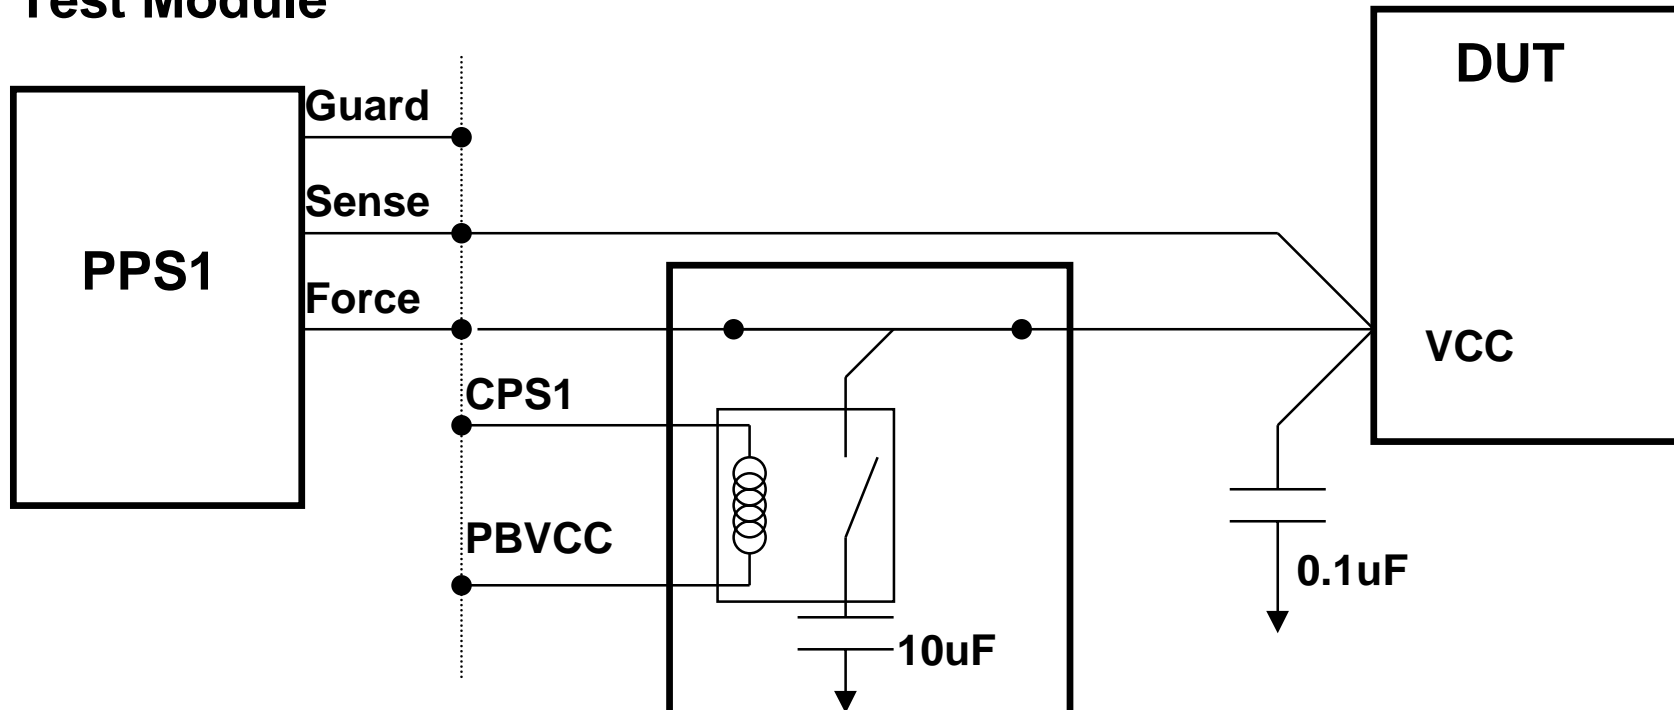 Test Module
DUT
Guard
Sense
PPS1
Force
VCC
CPS1
PBVCC
0.1uF
10uF